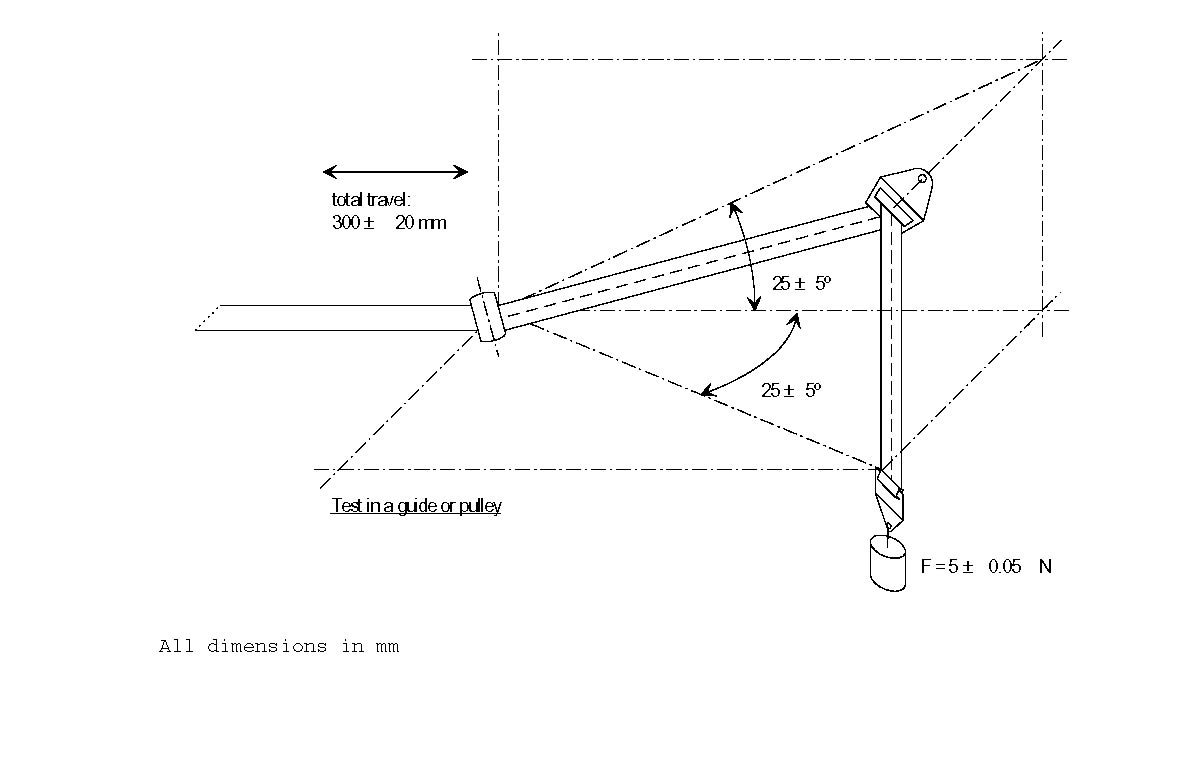 total travel:
300 ± 20 mm
25 ± 5º
25 ± 5º
Test in a guide or pulley
F = 5 ± 0.05 N
All dimensions in mm